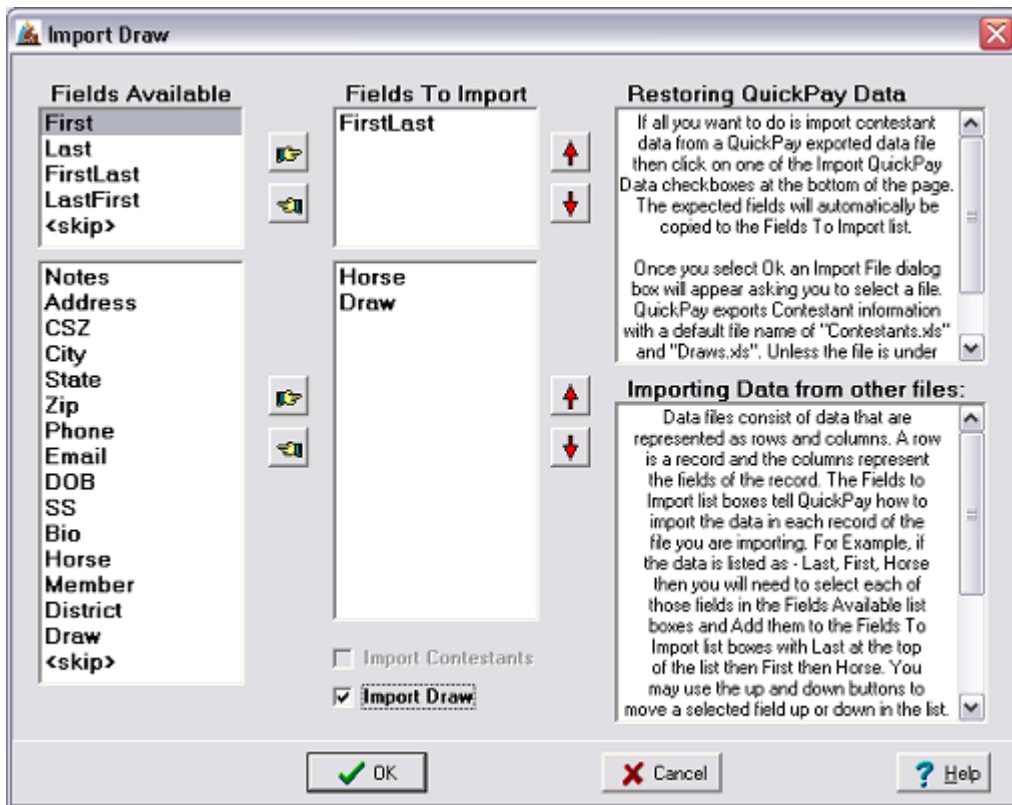 Import Draw
Fields Available
First
Last
FirstLast
LastFirst
<skip>
Notes
Address
CSZ
City
State
Zip
Phone
Email
DOB
SS
Bio
Horse
Member
District
Draw
<skip>
Fields To Import
FirstLast
Horse
Draw
Import Contestants
Import Draw
Restoring QuickPay Data
If all you want to do is import contestant
data from a QuickPay exported data file
then click on one of the Import QuickPay
Data checkboxes at the bottom of the page.
The expected fields will automatically be
copied to the Fields To Import list.
Once you select Ok an Import File dialog
box will appear asking you to select a file.
QuickPay exports Contestant information
with a default file name of "Contestants.xls"
and "Draws.xls". Unless the file is under
Importing Data from other files:
Data files consist of data that are
represented as rows and columns. A row
is a record and the columns represent
the fields of the record. The Fields to
Import list boxes tell QuickPay how to
import the data in each record of the
file you are importing. For Example, if
the data is listed as - Last, First, Horse
then you will need to select each of
those fields in the Fields Available list
boxes and Add them to the Fields To
Import list boxes with Last at the top
of the list then First then Horse. You
may use the up and down buttons to
move a selected field up or down in the list.
OK
Cancel
Help